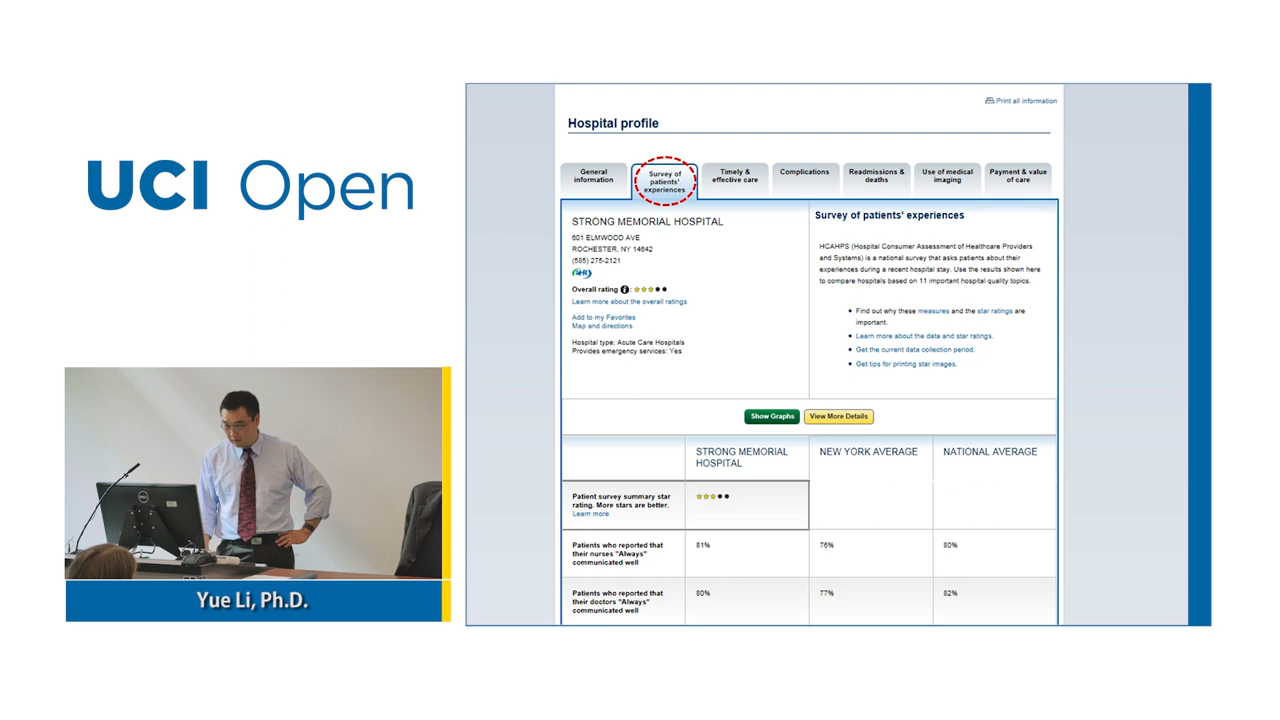 UCI Open
DELL
Yue Li, Ph.D.
Print all information
Hospital profile
General
information
Survey of
patients'
experiences
Timely &
effective care
Complications
Readmissions &
deaths
Use of medical
imaging
Payment & value
of care
STRONG MEMORIAL HOSPITAL
601 ELMWOOD AVE
ROCHESTER, NY 14642
(585) 275-2121
Overall rating i :
Learn more about the overall ratings
Add to my Favorites
Map and directions
Hospital type: Acute Care Hospitals
Provides emergency services: Yes
Survey of patients' experiences
HCAHPS (Hospital Consumer Assessment of Healthcare Providers
and Systems) is a national survey that asks patients about their
experiences during a recent hospital stay. Use the results shown here
to compare hospitals based on 11 important hospital quality topics.
• Find out why these measures and the star ratings are
important.
• Learn more about the data and star ratings.
• Get the current data collection period.
• Get tips for printing star images.
Show Graphs
View More Details
STRONG MEMORIAL
HOSPITAL
NEW YORK AVERAGE
NATIONAL AVERAGE
Patient survey summary star
rating. More stars are better.
Learn more
Patients who reported that
their nurses "Always"
communicated well
81%
76%
80%
Patients who reported that
their doctors "Always"
communicated well
80%
77%
82%